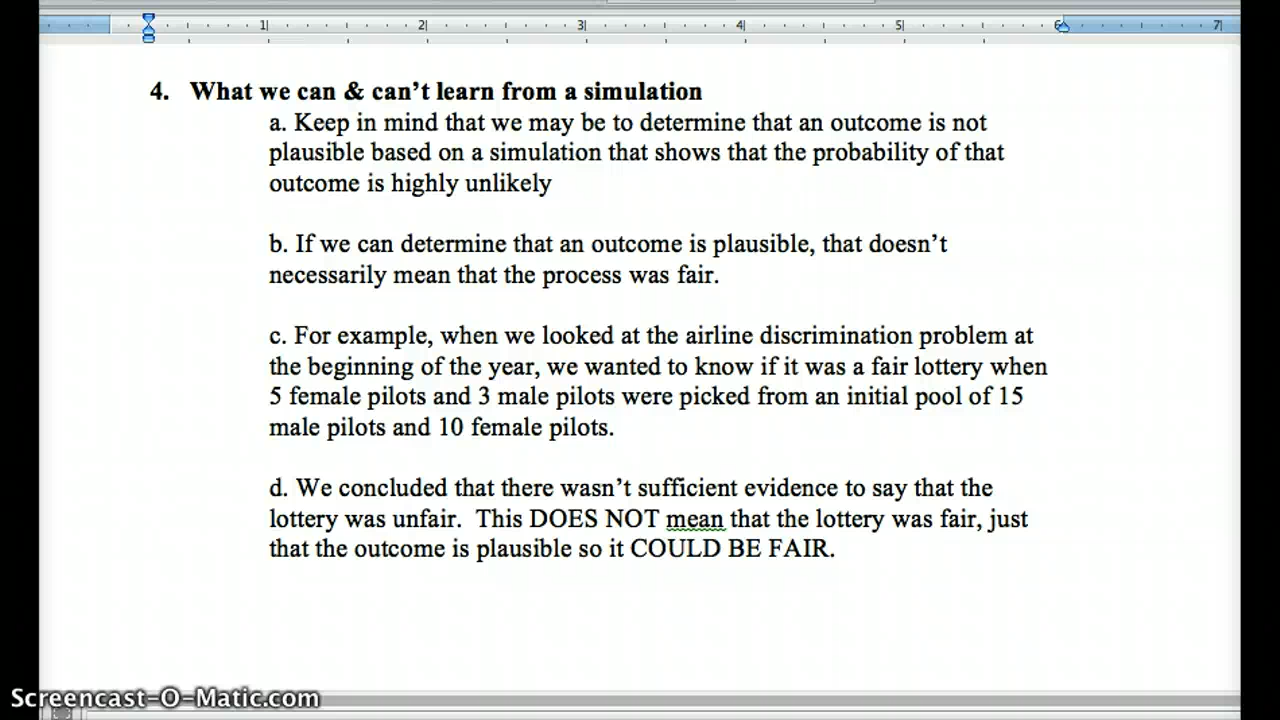 1 2 3 4 5 6 7
4. What we can & can't learn from a simulation
a. Keep in mind that we may be to determine that an outcome is not
plausible based on a simulation that shows that the probability of that
outcome is highly unlikely
b. If we can determine that an outcome is plausible, that doesn't
necessarily mean that the process was fair.
c. For example, when we looked at the airline discrimination problem at
the beginning of the year, we wanted to know if it was a fair lottery when
5 female pilots and 3 male pilots were picked from an initial pool of 15
male pilots and 10 female pilots.
d. We concluded that there wasn't sufficient evidence to say that the
lottery was unfair.  This DOES NOT mean that the lottery was fair, just
that the outcome is plausible so it COULD BE FAIR.
Screencast-O-Matic.com